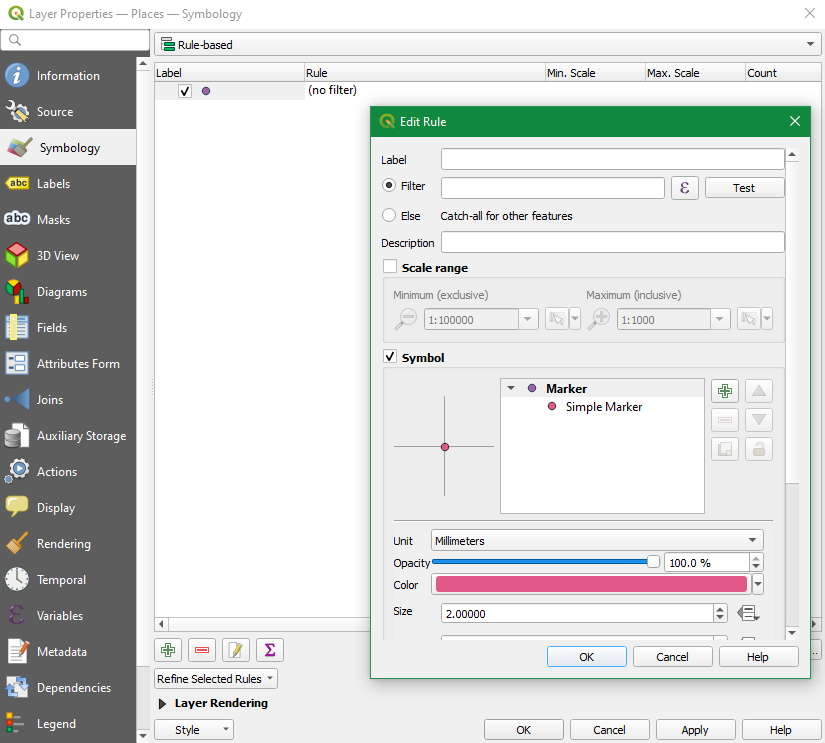 Layer Properties — Places — Symbology
Rule-based
Information
Source
Symbology
Labels
Masks
3D View
Diagrams
Fields
Attributes Form
Joins
Auxiliary Storage
Actions
Display
Rendering
Temporal
Variables
Metadata
Dependencies
Legend
abc
abc
Label Rule Min. Scale Max. Scale Count
(no filter)
Edit Rule
Label
Filter ε Test
Else Catch-all for other features
Description
Scale range
Minimum (exclusive) Maximum (inclusive)
1:100000 1:1000
Symbol
Marker
Simple Marker
Unit Millimeters
Opacity 100.0 %
Color
Size 2.00000
OK Cancel Help
Σ
...
Refine Selected Rules
Layer Rendering
Style OK Cancel Apply Help